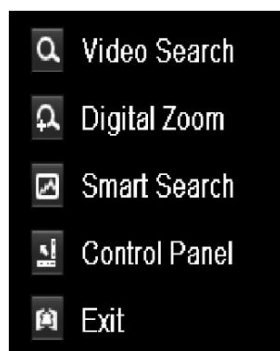 Video Search
Digital Zoom
Smart Search
Control Panel
Exit